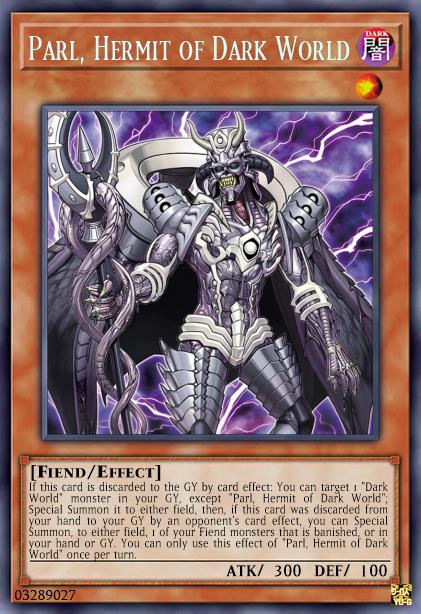 Parl, Hermit of Dark World
DARK
闇
[Fiend/Effect]
If this card is discarded to the GY by card effect: You can target 1 "Dark
World" monster in your GY, except "Parl, Hermit of Dark World";
Special Summon it to either field, then, if this card was discarded from
your hand to your GY by an opponent's card effect, you can Special
Summon, to either field, 1 of your Fiend monsters that is banished, or in
your hand or GY. You can only use this effect of "Parl, Hermit of Dark
World" once per turn.
ATK/ 300 DEF/ 100
03289027